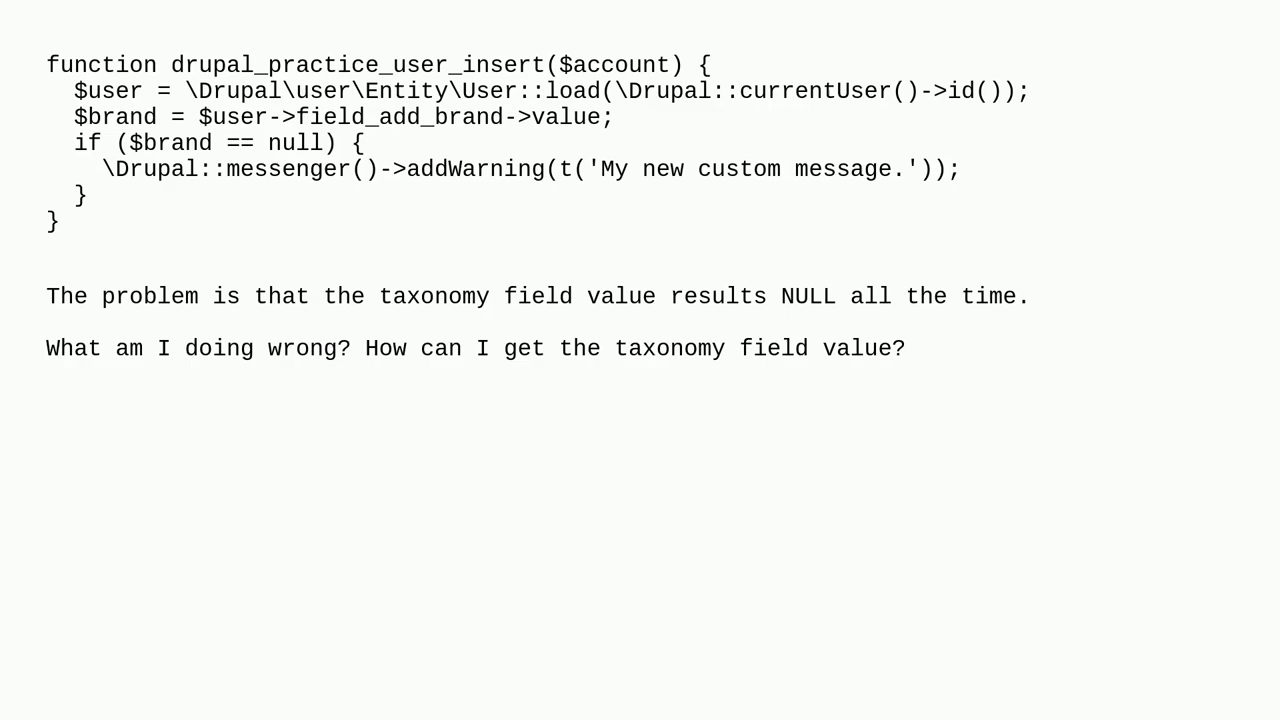 function drupal_practice_user_insert($account) {
  $user = \Drupal\user\Entity\User::load(\Drupal::currentUser()->id());
  $brand = $user->field_add_brand->value;
  if ($brand == null) {
    \Drupal::messenger()->addWarning(t('My new custom message.'));
  }
}
The problem is that the taxonomy field value results NULL all the time.
What am I doing wrong? How can I get the taxonomy field value?